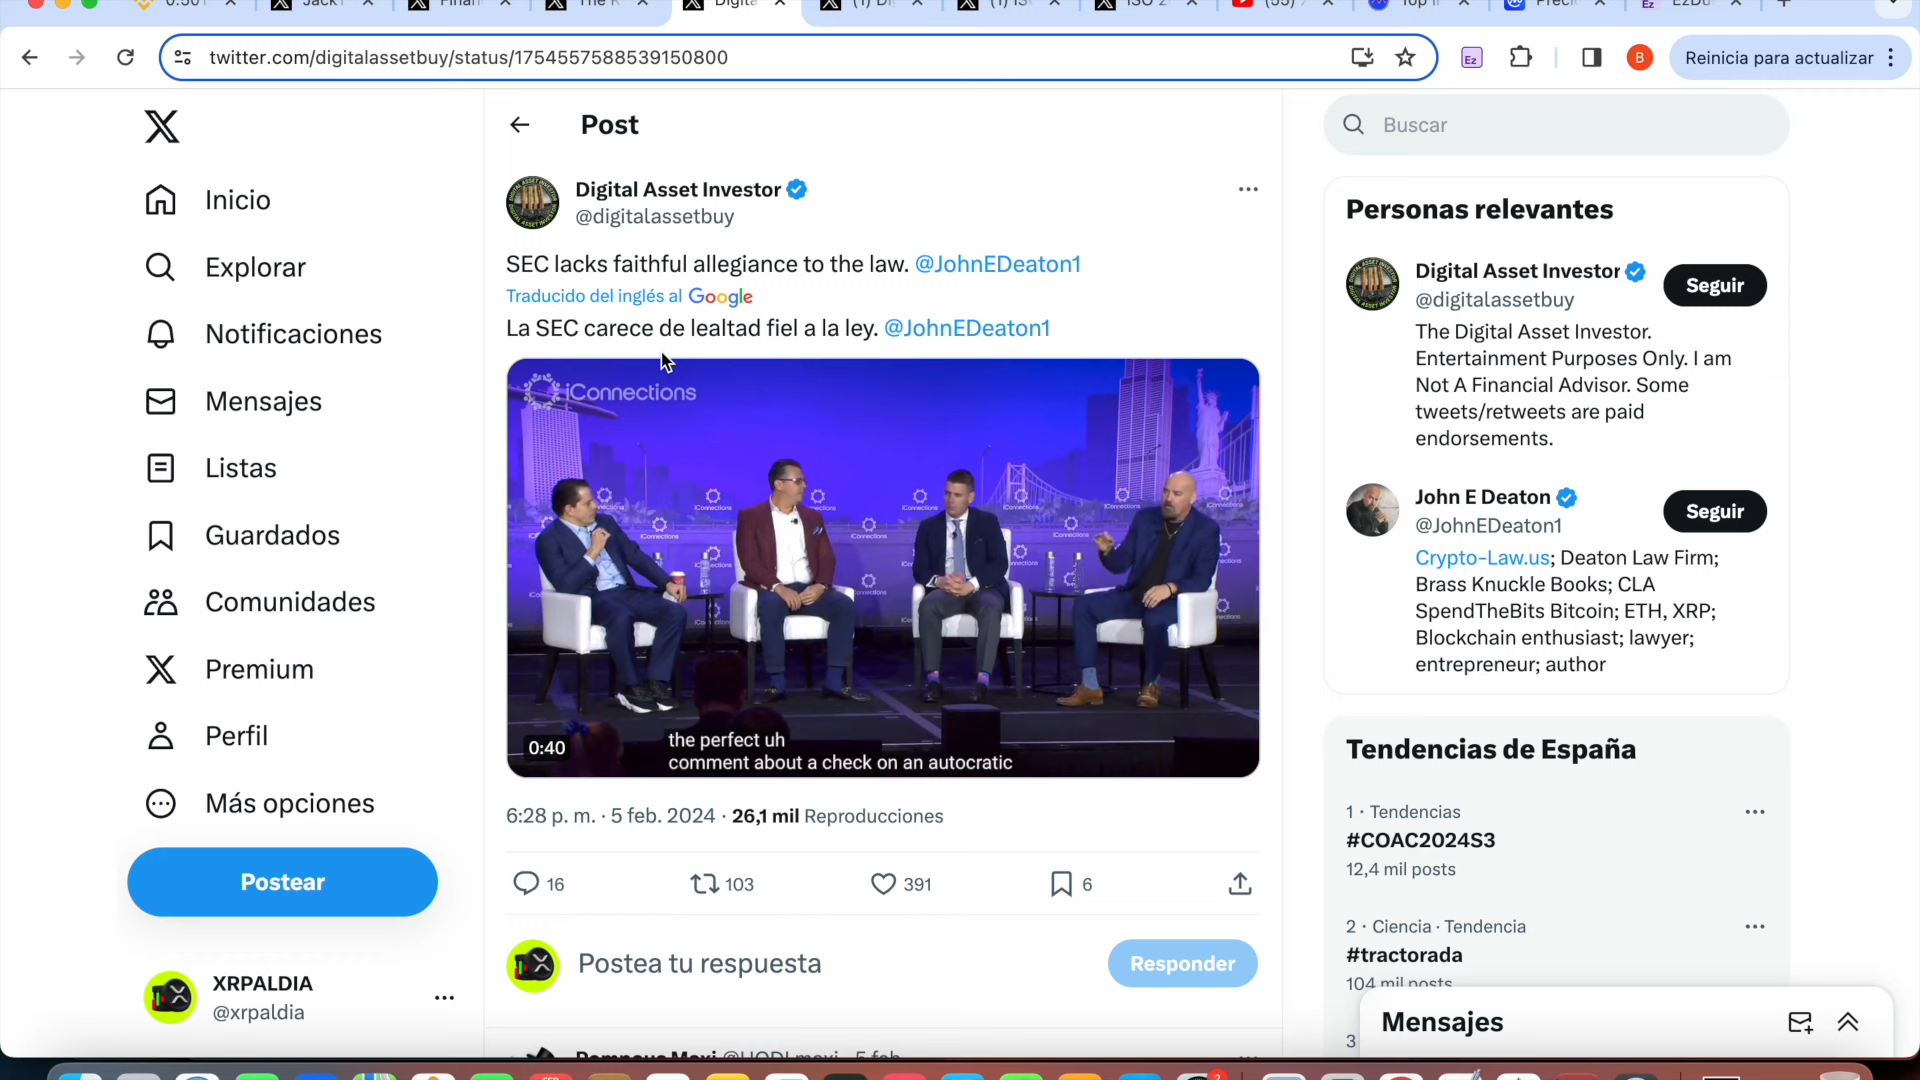 twitter.com/digitalassetbuy/status/1754557588539150800
Ez
B
Reinicia para actualizar
Inicio
Explorar
Notificaciones
Mensajes
Listas
Guardados
Comunidades
Premium
Perfil
Más opciones
Postear
XRPALDIA
@xrpaldia
Post
Digital Asset Investor
@digitalassetbuy
SEC lacks faithful allegiance to the law. @JohnEDeaton1
Traducido del inglés al Google
La SEC carece de lealtad fiel a la ley. @JohnEDeaton1
iConnections
0:40
the perfect uh
comment about a check on an autocratic
6:28 p. m. · 5 feb. 2024 · 26,1 mil Reproducciones
16
103
391
6
Postea tu respuesta
Responder
Buscar
Personas relevantes
Digital Asset Investor
@digitalassetbuy
Seguir
The Digital Asset Investor.
Entertainment Purposes Only. I am
Not A Financial Advisor. Some
tweets/retweets are paid
endorsements.
John E Deaton
@JohnEDeaton1
Seguir
Crypto-Law.us; Deaton Law Firm;
Brass Knuckle Books; CLA
SpendTheBits Bitcoin; ETH, XRP;
Blockchain enthusiast; lawyer;
entrepreneur; author
Tendencias de España
1 · Tendencias
#COAC2024S3
12,4 mil posts
2 · Ciencia · Tendencia
#tractorada
104 mil posts
3
Mensajes